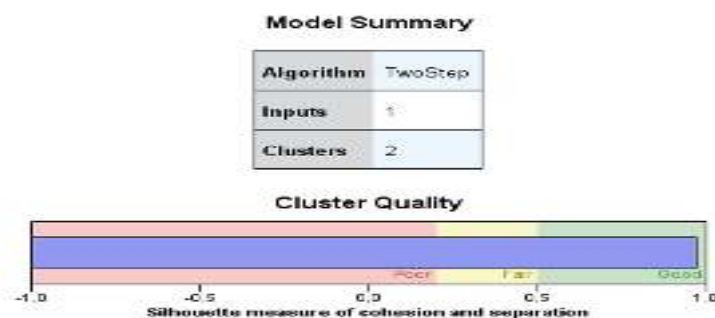 Model Summary
Algorithm TwoStep
Inputs 1
Clusters 2
Cluster Quality
Poor Fair Good
-1.0 -0.5 0.0 0.5 1.0
Silhouette measure of cohesion and separation